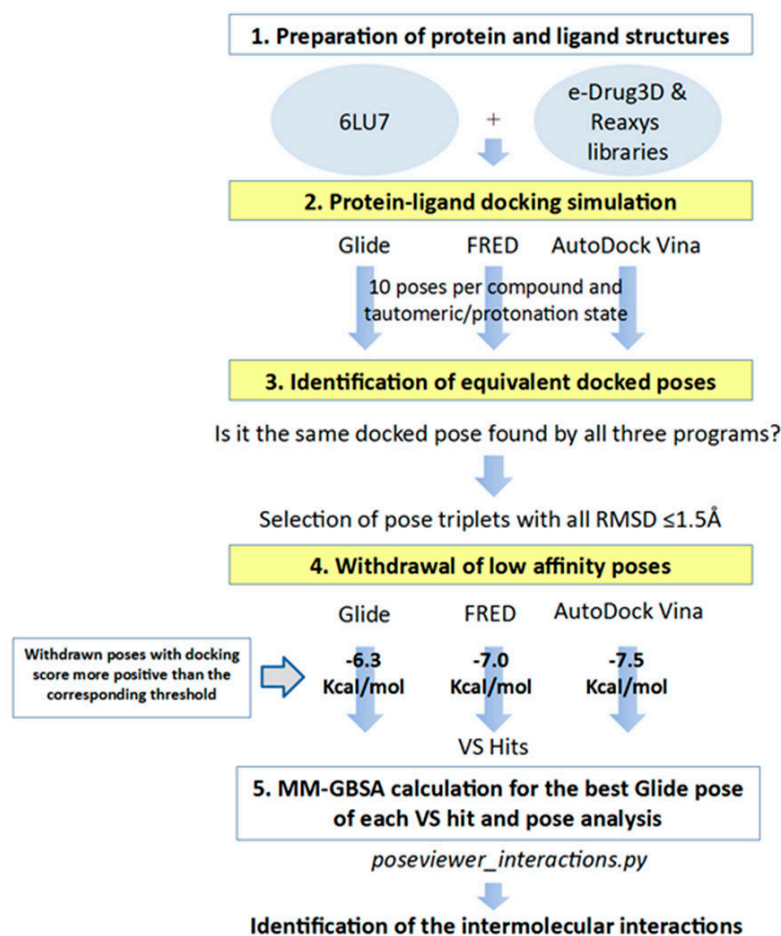 1. Preparation of protein and ligand structures
6LU7
+
e-Drug3D &
Reaxys
libraries
2. Protein-ligand docking simulation
Glide FRED AutoDock Vina
10 poses per compound and
tautomeric/protonation state
3. Identification of equivalent docked poses
Is it the same docked pose found by all three programs?
Selection of pose triplets with all RMSD ≤1.5Å
4. Withdrawal of low affinity poses
Glide FRED AutoDock Vina
Withdrawn poses with docking
score more positive than the
corresponding threshold
-6.3 -7.0 -7.5
Kcal/mol Kcal/mol Kcal/mol
VS Hits
5. MM-GBSA calculation for the best Glide pose
of each VS hit and pose analysis
poseviewer_interactions.py
Identification of the intermolecular interactions